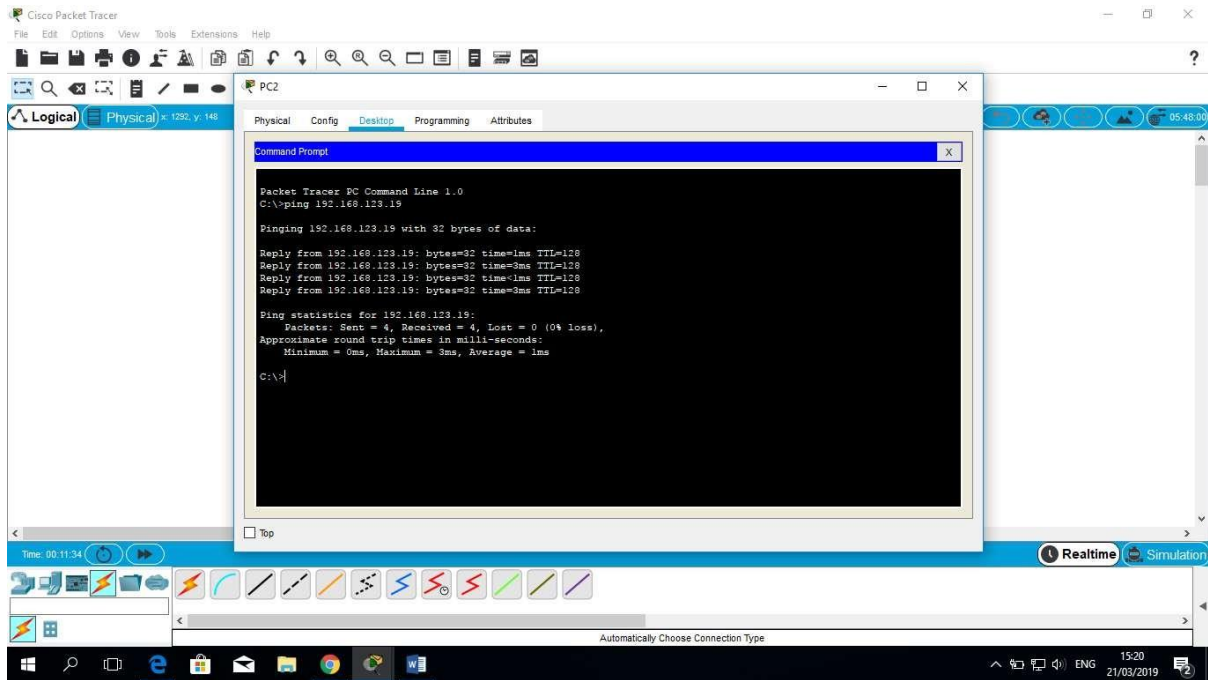 Cisco Packet Tracer
File Edit Options View Tools Extensions Help
?
PC2
Logical
Physical
x: 1292, y: 148
05:48:00
Physical Config Desktop Programming Attributes
Command Prompt
X
Packet Tracer PC Command Line 1.0
C:\>ping 192.168.123.19
Pinging 192.168.123.19 with 32 bytes of data:
Reply from 192.168.123.19: bytes=32 time=1ms TTL=128
Reply from 192.168.123.19: bytes=32 time=3ms TTL=128
Reply from 192.168.123.19: bytes=32 time<1ms TTL=128
Reply from 192.168.123.19: bytes=32 time=3ms TTL=128
Ping statistics for 192.168.123.19:
Packets: Sent = 4, Received = 4, Lost = 0 (0% loss),
Approximate round trip times in milli-seconds:
Minimum = 0ms, Maximum = 3ms, Average = 1ms
C:\>
Top
Time: 00:11:34
Realtime
Simulation
Automatically Choose Connection Type
ENG
15:20
21/03/2019
2